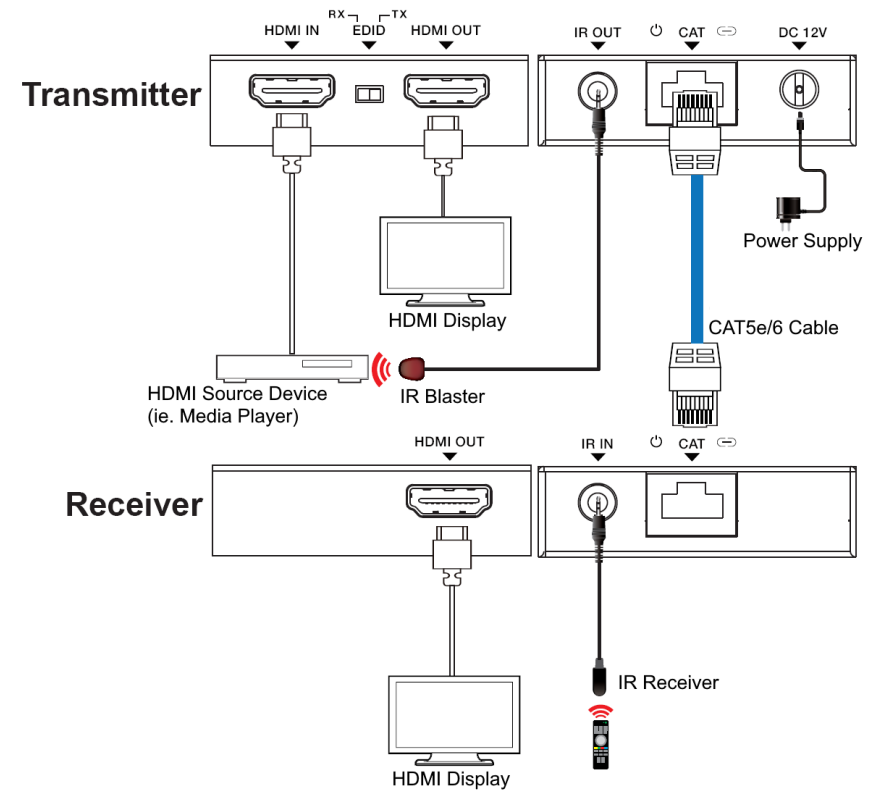 RX TX
HDMI IN EDID HDMI OUT IR OUT CAT DC 12V
Transmitter
Power Supply
HDMI Display
CAT5e/6 Cable
HDMI Source Device
(ie. Media Player)
IR Blaster
HDMI OUT IR IN CAT
Receiver
IR Receiver
HDMI Display